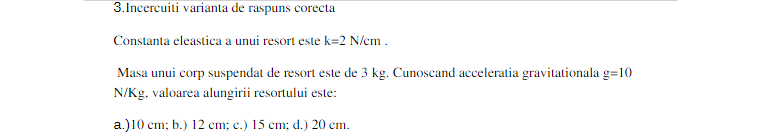 3.Incercuiti varianta de raspuns corecta
Constanta eleastica a unui resort este k=2 N/cm .
Masa unui corp suspendat de resort este de 3 kg. Cunoscand acceleratia gravitationala g=10
N/Kg, valoarea alungirii resortului este:
a.)10 cm; b.) 12 cm; c.) 15 cm; d.) 20 cm.